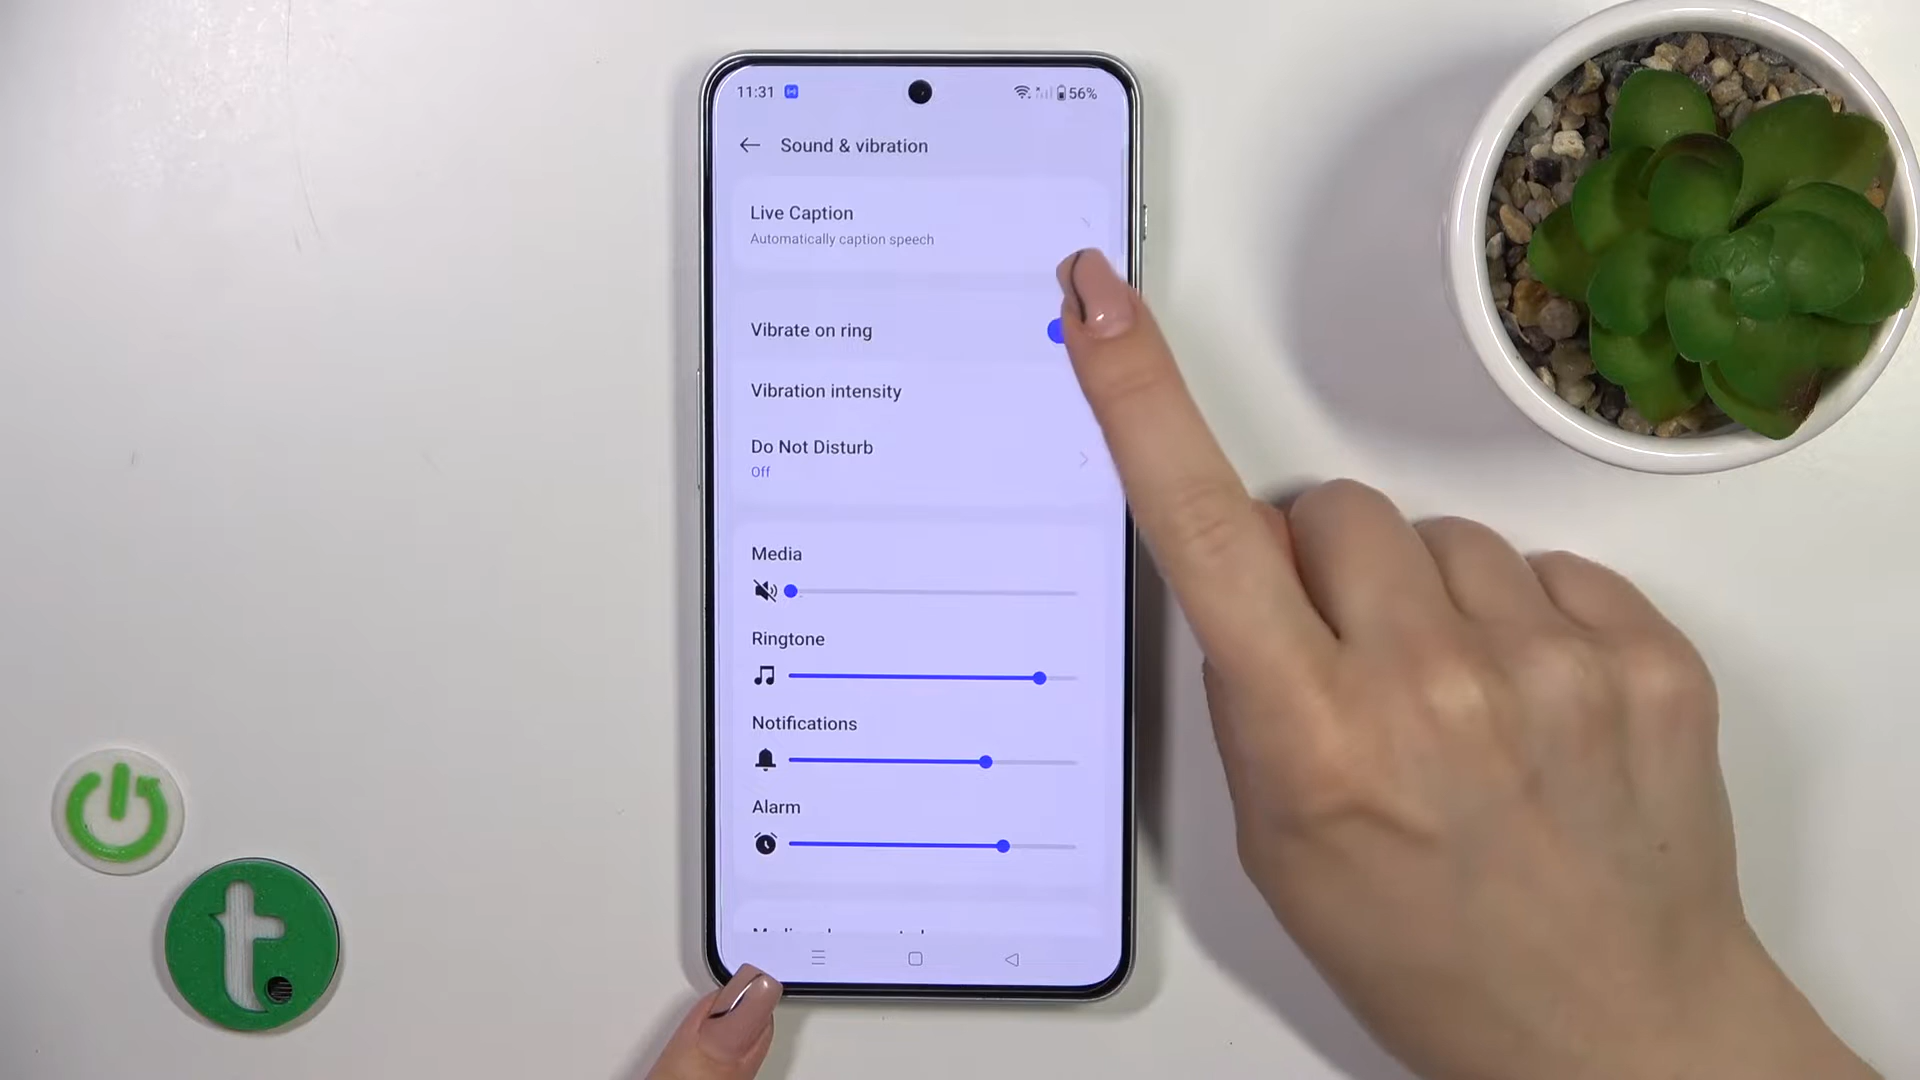 11:31
56%
Sound & vibration
Live Caption
Automatically caption speech
Vibrate on ring
Vibration intensity
Do Not Disturb
Off
Media
Ringtone
Notifications
Alarm
t.